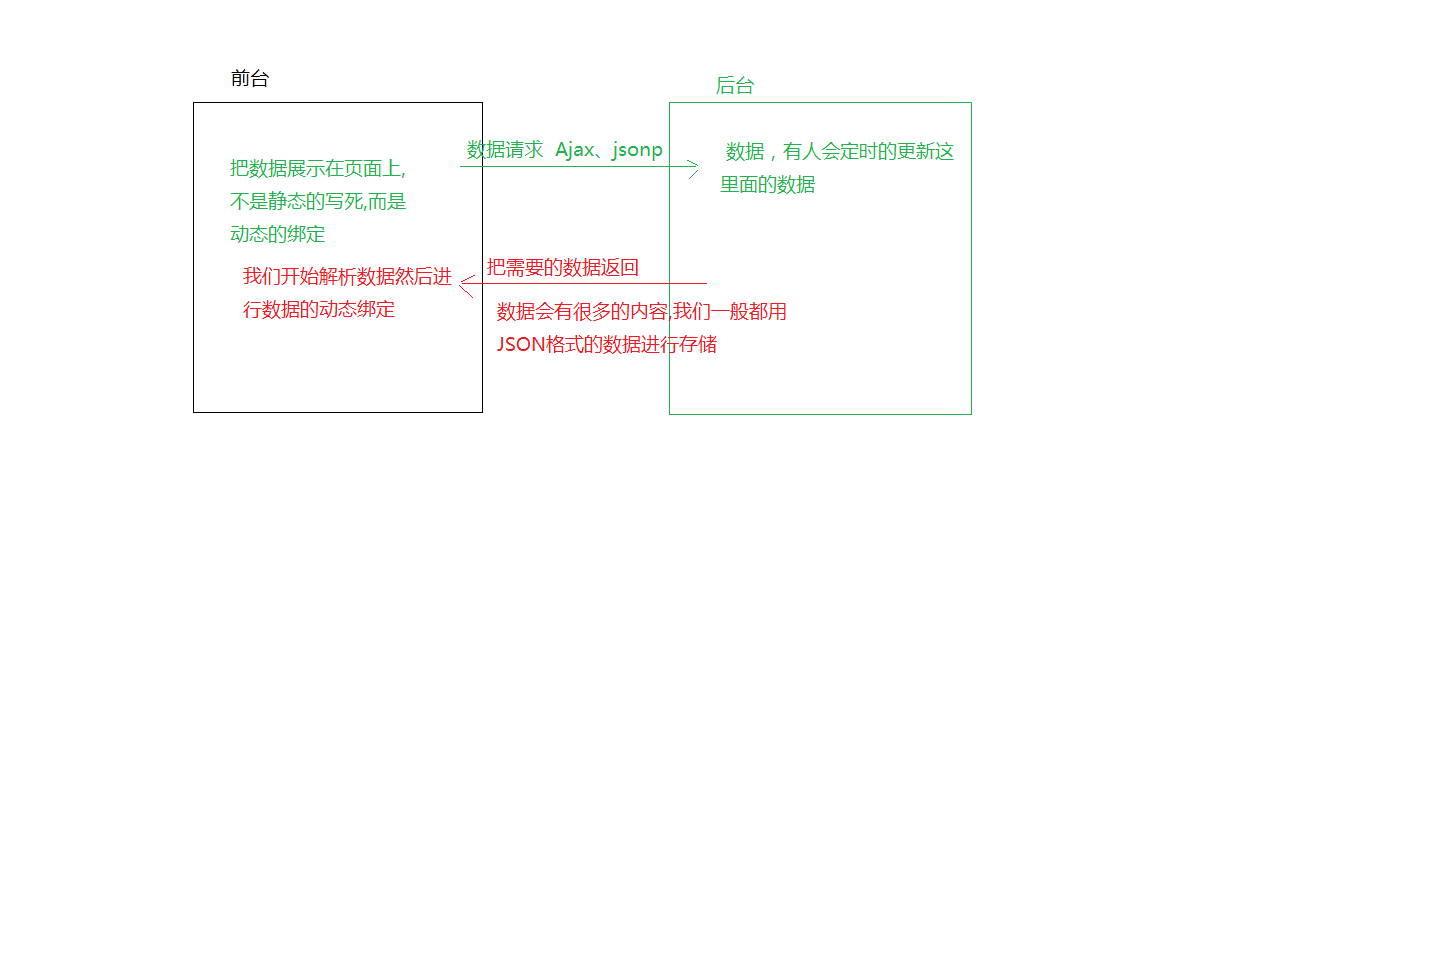 前台
后台
把数据展示在页面上,
不是静态的写死,而是
动态的绑定
我们开始解析数据然后进
行数据的动态绑定
数据请求  Ajax、jsonp
把需要的数据返回
数据会有很多的内容,我们一般都用
JSON格式的数据进行存储
数据，有人会定时的更新这
里面的数据